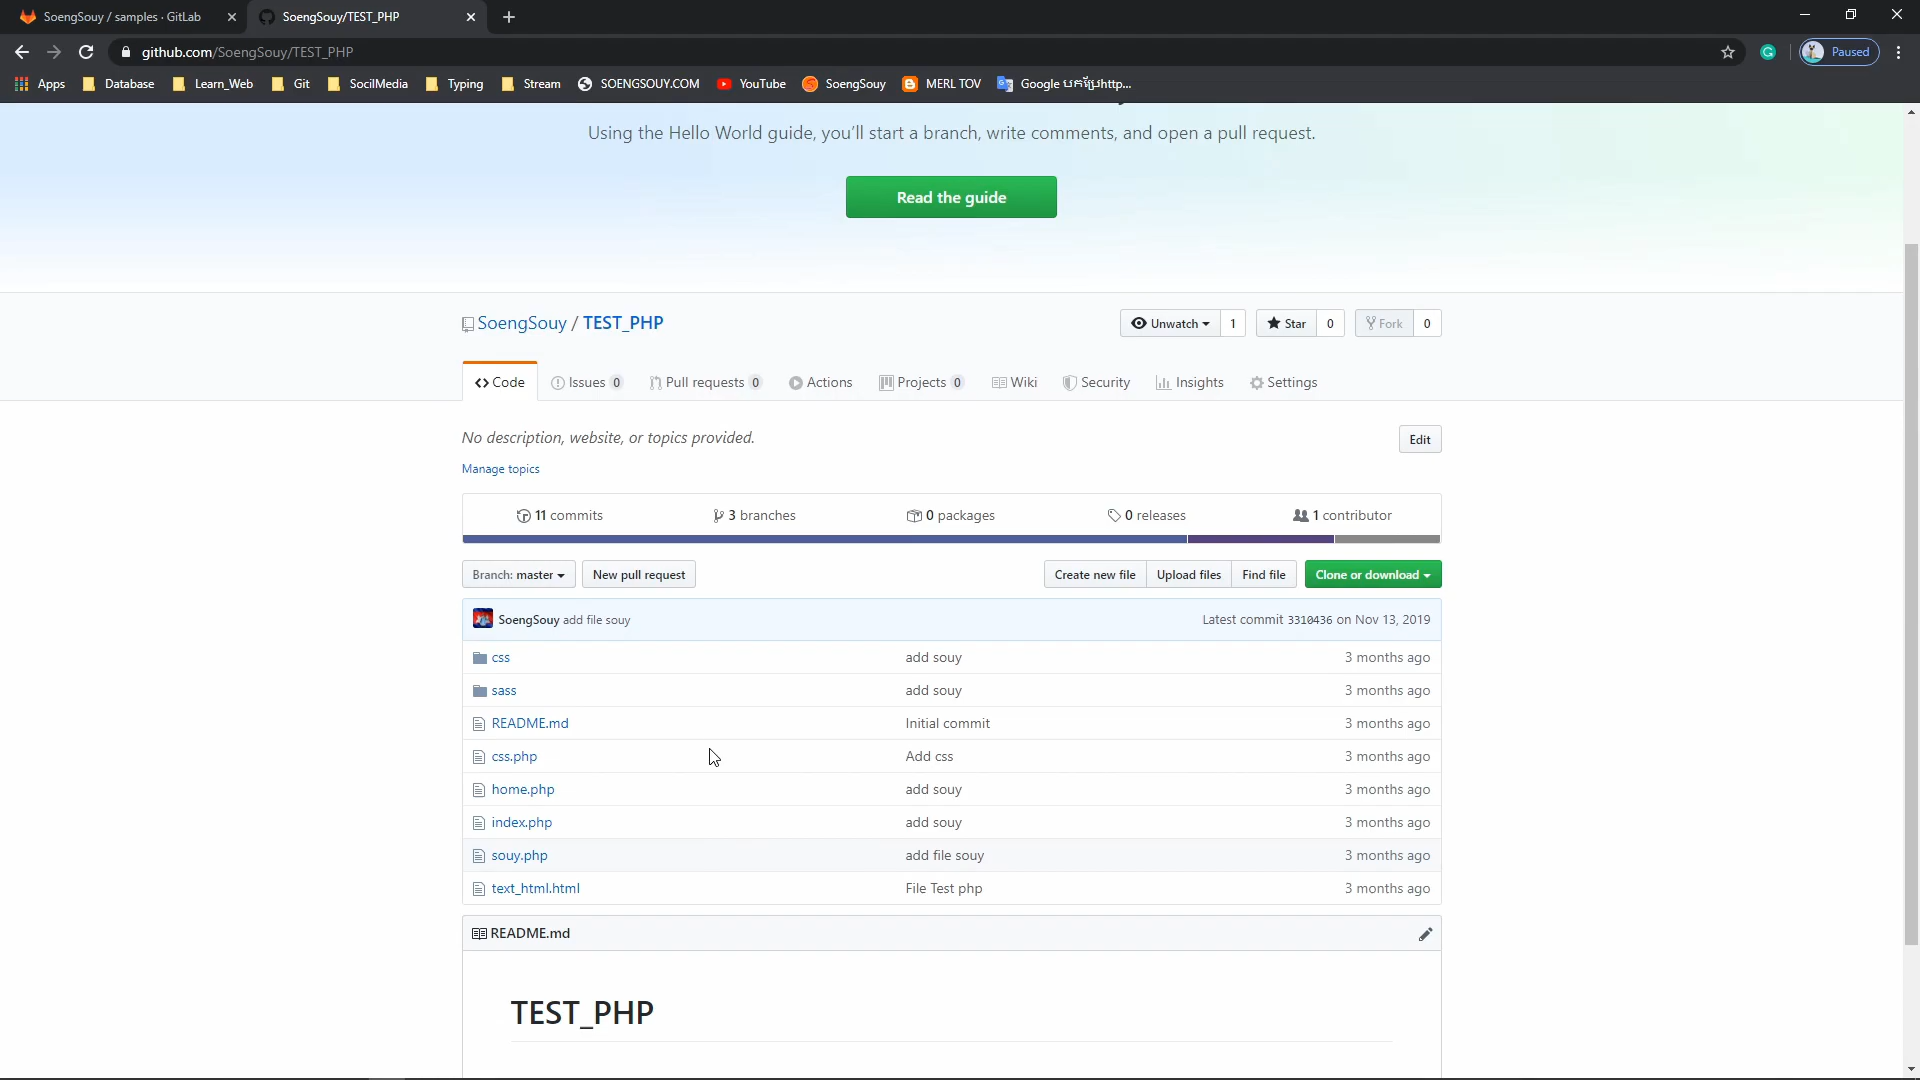 SoengSouy / samples · GitLab
SoengSouy/TEST_PHP
github.com/SoengSouy/TEST_PHP
Paused
Apps Database Learn_Web Git SocilMedia Typing Stream SOENGSOUY.COM YouTube SoengSouy MERL TOV Google បកប្រែhttp...
Using the Hello World guide, you'll start a branch, write comments, and open a pull request.
Read the guide
SoengSouy / TEST_PHP
Unwatch 1 Star 0 Fork 0
Code Issues 0 Pull requests 0 Actions Projects 0 Wiki Security Insights Settings
No description, website, or topics provided.
Edit
Manage topics
11 commits 3 branches 0 packages 0 releases 1 contributor
Branch: master New pull request Create new file Upload files Find file Clone or download
SoengSouy add file souy Latest commit 3310436 on Nov 13, 2019
css add souy 3 months ago
sass add souy 3 months ago
README.md Initial commit 3 months ago
css.php Add css 3 months ago
home.php add souy 3 months ago
index.php add souy 3 months ago
souy.php add file souy 3 months ago
text_html.html File Test php 3 months ago
README.md
TEST_PHP